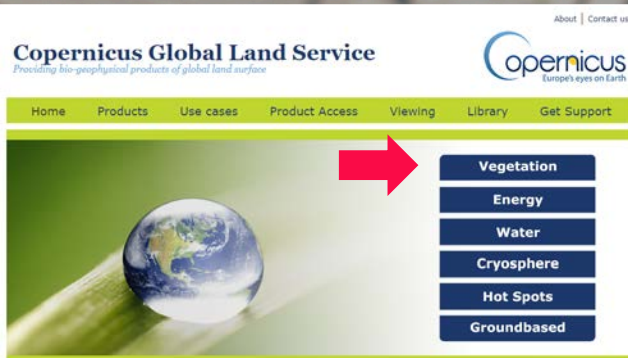 About | Contact us
Copernicus Global Land Service
Providing bio-geophysical products of global land surface
opernicus
Europe's eyes on Earth
Home Products Use cases Product Access Viewing Library Get Support
Vegetation
Energy
Water
Cryosphere
Hot Spots
Groundbased